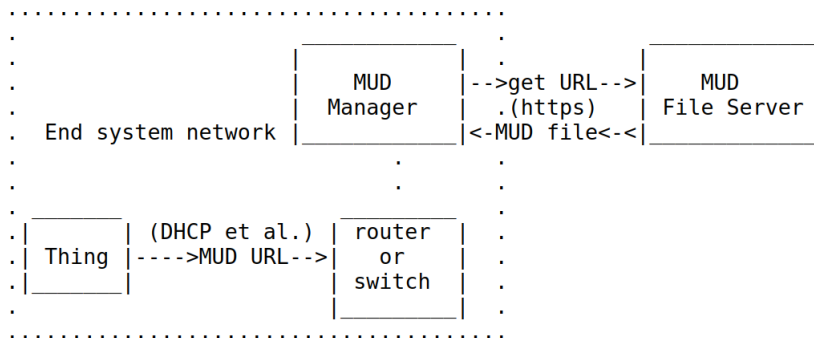 MUD -->get URL--> MUD
Manager (https) File Server
End system network <-MUD file<-<
(DHCP et al.) router
Thing ---->MUD URL--> or
switch